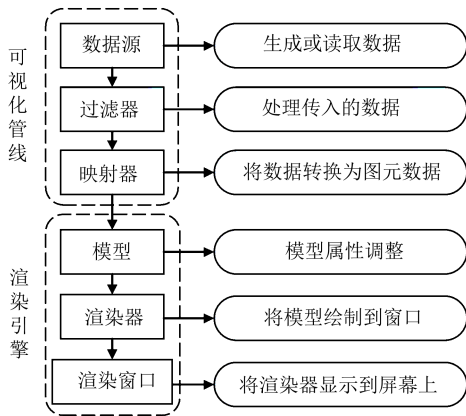 可视化管线
数据源
生成或读取数据
过滤器
处理传入的数据
映射器
将数据转换为图元数据
渲染引擎
模型
模型属性调整
渲染器
将模型绘制到窗口
渲染窗口
将渲染器显示到屏幕上